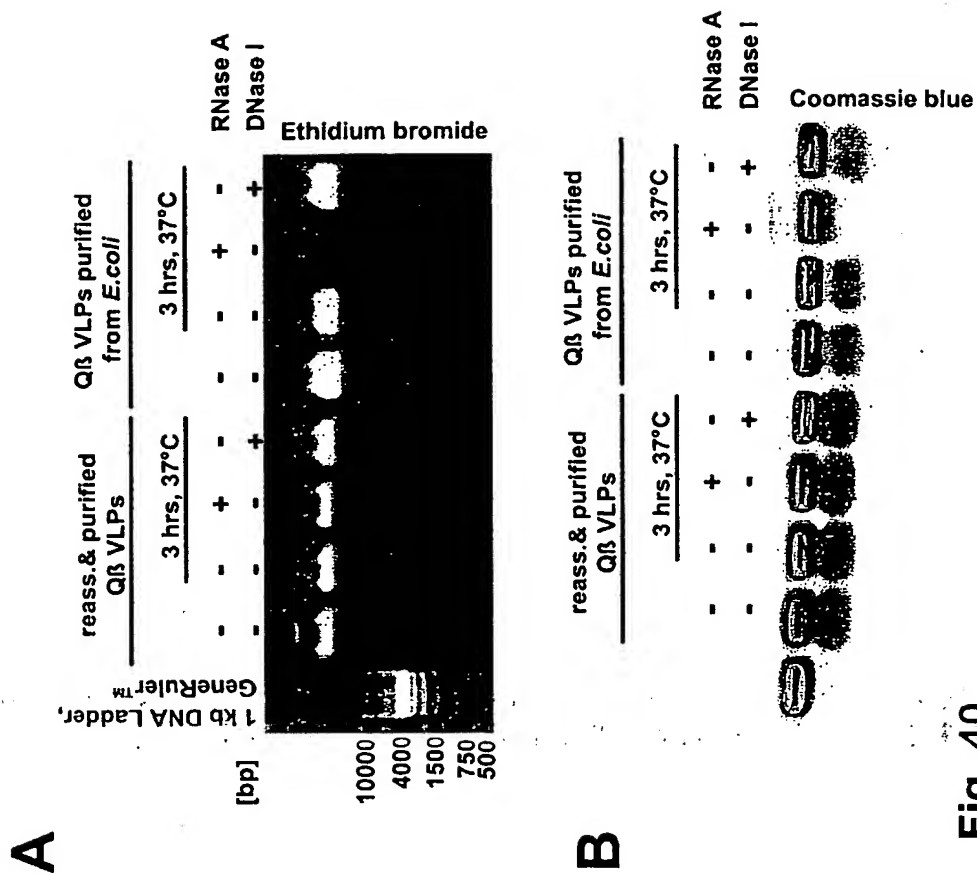 A
reass.& purified
Qß VLPs
Qß VLPs purified
from E.coli
3 hrs, 37°C
3 hrs, 37°C
- - + - - - + - RNase A
- - - + - - - + DNase I
1 kb DNA Ladder,
GeneRuler™
[bp]
10000
4000
1500
750
500
Ethidium bromide
B
reass.& purified
Qß VLPs
Qß VLPs purified
from E.coli
3 hrs, 37°C
3 hrs, 37°C
- - + - - - + - RNase A
- - - + - - - + DNase I
Coomassie blue
Fig. 40